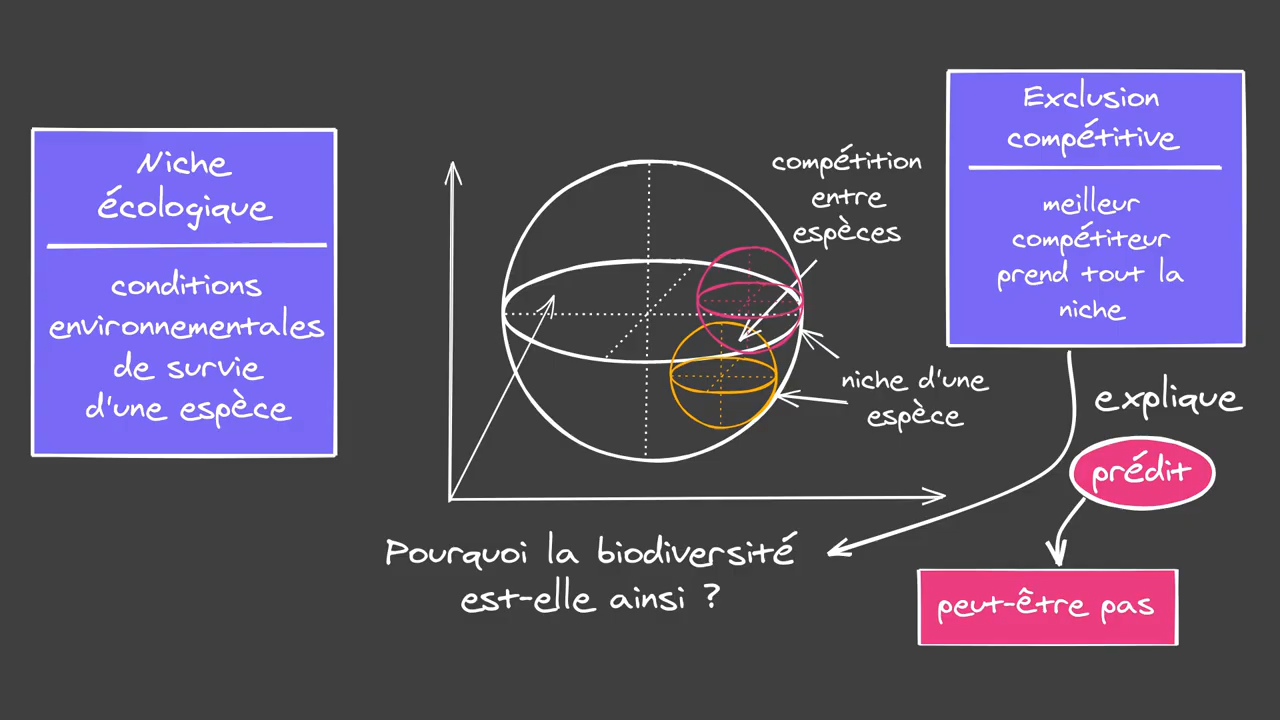 Niche
écologique
conditions
environnementales
de survie
d'une espèce
compétition
entre
espèces
niche d'une
espèce
Exclusion
compétitive
meilleur
compétiteur
prend tout la
niche
explique
prédit
peut-être pas
Pourquoi la biodiversité
est-elle ainsi ?